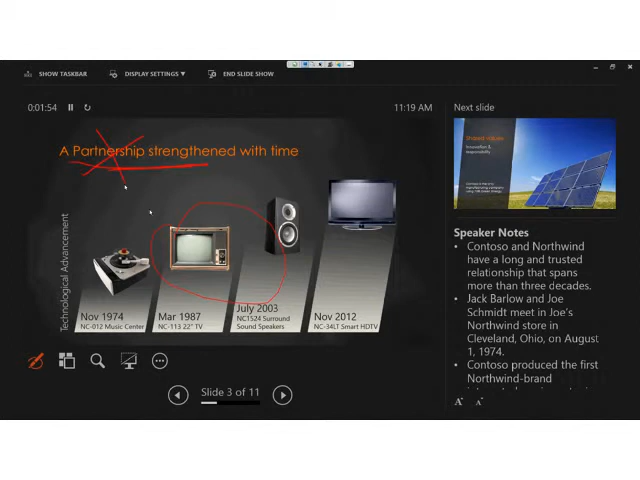 SHOW TASKBAR
DISPLAY SETTINGS ▼
END SLIDE SHOW
0:01:54
11:19 AM
Next slide
A Partnership strengthened with time
Technological Advancement
Nov 1974
NC-012 Music Center
Mar 1987
NC-113 22" TV
July 2003
NC1524 Surround
Sound Speakers
Nov 2012
NC-34LT Smart HDTV
Shared values
Innovation &
responsibility
Slide 3 of 11
Speaker Notes
• Contoso and Northwind
have a long and trusted
relationship that spans
more than three decades.
• Jack Barlow and Joe
Schmidt meet in Joe's
Northwind store in
Cleveland, Ohio, on August
1, 1974.
• Contoso produced the first
Northwind-brand
A A